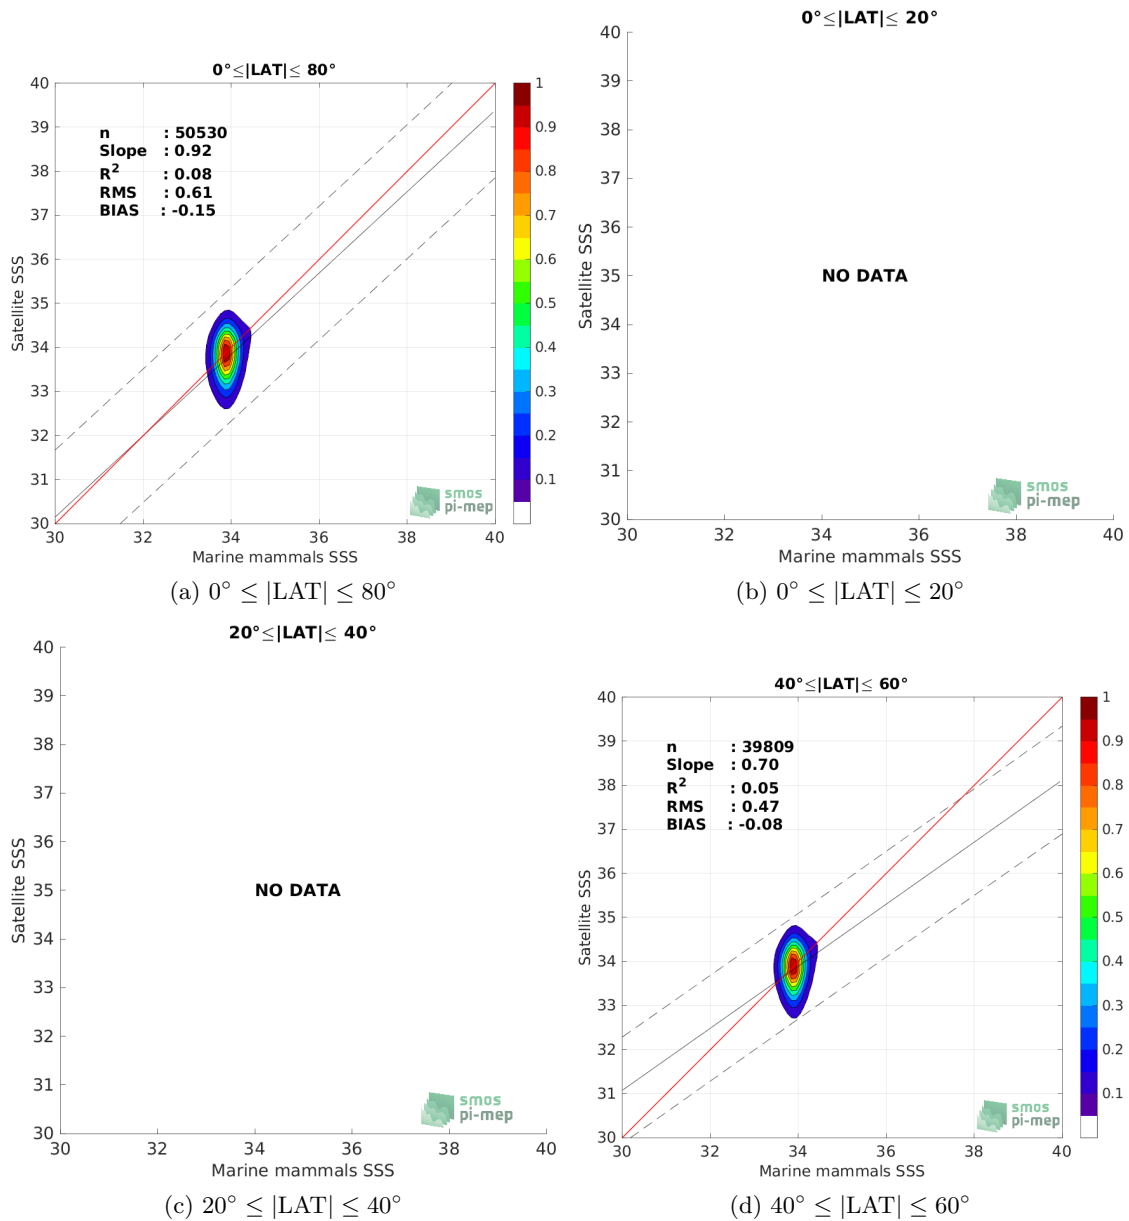 0°≤|LAT|≤ 80°
40
39
38
37
36
35
34
33
32
31
30
30
32
34
36
38
40
Satellite SSS
Marine mammals SSS
n : 50530
Slope : 0.92
R² : 0.08
RMS : 0.61
BIAS : -0.15
1
0.9
0.8
0.7
0.6
0.5
0.4
0.3
0.2
0.1
smos
pi-mep
(a) 0° ≤ |LAT| ≤ 80°
0°≤|LAT|≤ 20°
40
39
38
37
36
35
34
33
32
31
30
30
32
34
36
38
40
Satellite SSS
Marine mammals SSS
NO DATA
smos
pi-mep
(b) 0° ≤ |LAT| ≤ 20°
20°≤|LAT|≤ 40°
40
39
38
37
36
35
34
33
32
31
30
30
32
34
36
38
40
Satellite SSS
Marine mammals SSS
NO DATA
smos
pi-mep
(c) 20° ≤ |LAT| ≤ 40°
40°≤|LAT|≤ 60°
40
39
38
37
36
35
34
33
32
31
30
30
32
34
36
38
40
Satellite SSS
Marine mammals SSS
n : 39809
Slope : 0.70
R² : 0.05
RMS : 0.47
BIAS : -0.08
1
0.9
0.8
0.7
0.6
0.5
0.4
0.3
0.2
0.1
smos
pi-mep
(d) 40° ≤ |LAT| ≤ 60°